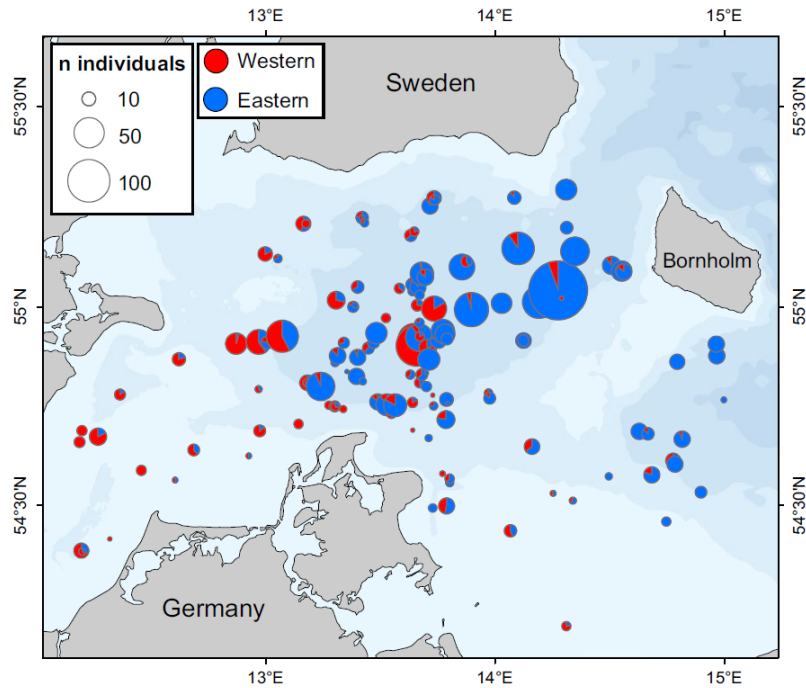 13°E 14°E 15°E
n individuals
10
50
100
Western
Eastern
Sweden
Bornholm
Germany
55°30'N
55°N
54°30'N
55°30'N
55°N
54°30'N
13°E 14°E 15°E